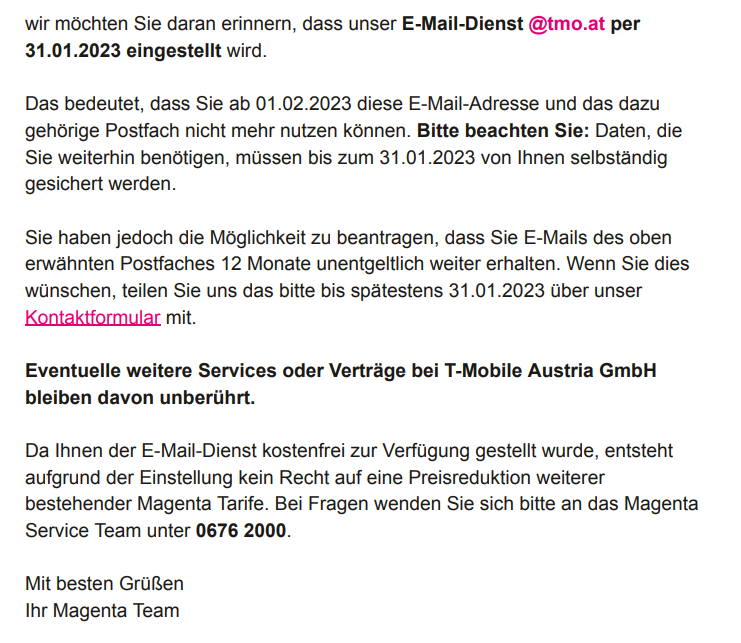 wir möchten Sie daran erinnern, dass unser E-Mail-Dienst @tmo.at per
31.01.2023 eingestellt wird.
Das bedeutet, dass Sie ab 01.02.2023 diese E-Mail-Adresse und das dazu
gehörige Postfach nicht mehr nutzen können. Bitte beachten Sie: Daten, die
Sie weiterhin benötigen, müssen bis zum 31.01.2023 von Ihnen selbständig
gesichert werden.
Sie haben jedoch die Möglichkeit zu beantragen, dass Sie E-Mails des oben
erwähnten Postfaches 12 Monate unentgeltlich weiter erhalten. Wenn Sie dies
wünschen, teilen Sie uns das bitte bis spätestens 31.01.2023 über unser
Kontaktformular mit.
Eventuelle weitere Services oder Verträge bei T-Mobile Austria GmbH
bleiben davon unberührt.
Da Ihnen der E-Mail-Dienst kostenfrei zur Verfügung gestellt wurde, entsteht
aufgrund der Einstellung kein Recht auf eine Preisreduktion weiterer
bestehender Magenta Tarife. Bei Fragen wenden Sie sich bitte an das Magenta
Service Team unter 0676 2000.
Mit besten Grüßen
Ihr Magenta Team